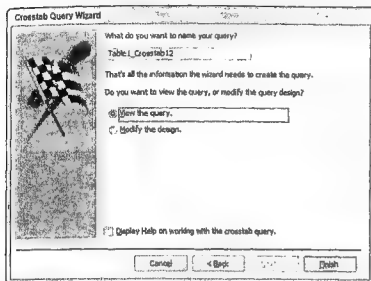 Crosstab Query Wizard
What do you want to name your query?
Table1_Crosstab12
That's all the information the wizard needs to create the query.
Do you want to view the query, or modify the query design?
View the query.
Modify the design.
Display Help on working with the crosstab query.
Cancel < Back Finish